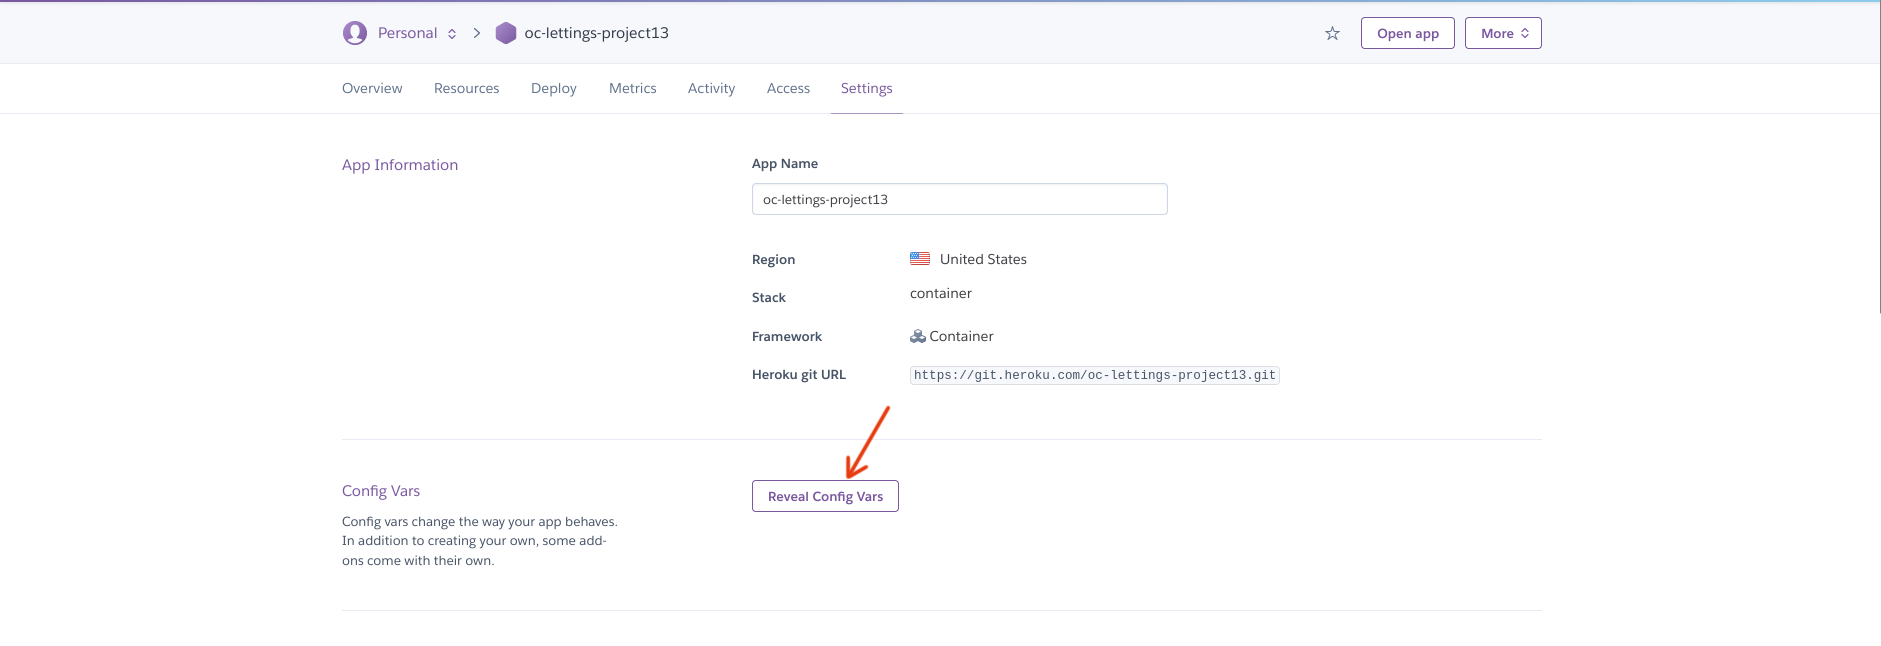 Personal > oc-lettings-project13 Open app More
Overview Resources Deploy Metrics Activity Access Settings
App Information
App Name
oc-lettings-project13
Region United States
Stack container
Framework Container
Heroku git URL https://git.heroku.com/oc-lettings-project13.git
Config Vars
Reveal Config Vars
Config vars change the way your app behaves.
In addition to creating your own, some add-
ons come with their own.